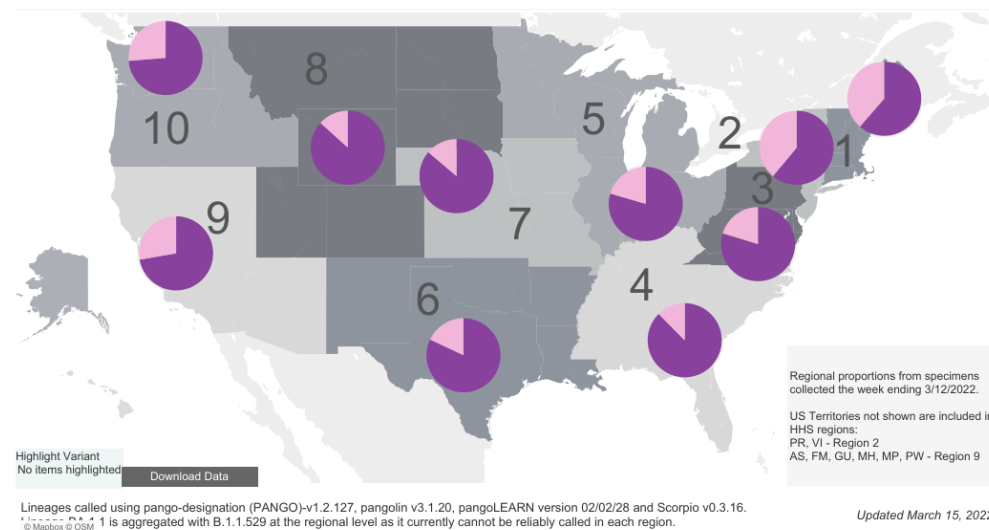 8
10
5
2
1
3
9
7
6
4
Regional proportions from specimens
collected the week ending 3/12/2022.
US Territories not shown are included in
HHS regions:
PR, VI - Region 2
AS, FM, GU, MH, MP, PW - Region 9
Highlight Variant
No items highlighted
Download Data
Lineages called using pango-designation (PANGO)-v1.2.127, pangolin v3.1.20, pangoLEARN version 02/02/28 and Scorpio v0.3.16.
is aggregated with B.1.1.529 at the regional level as it currently cannot be reliably called in each region.
© Mapbox © OSM
Updated March 15, 2022